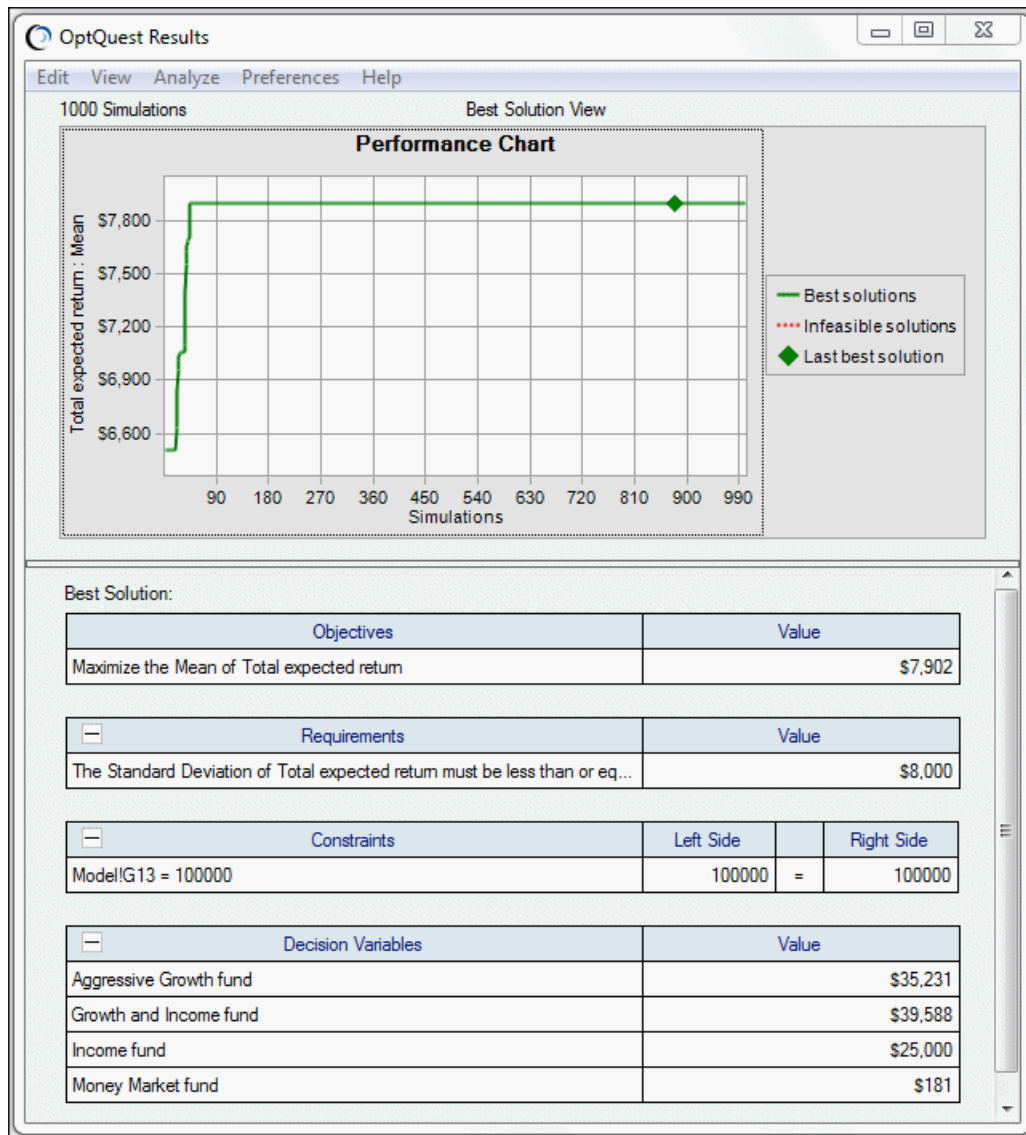 OptQuest Results
Edit View Analyze Preferences Help
1000 Simulations Best Solution View
Performance Chart
Total expected return : Mean
$7,800
$7,500
$7,200
$6,900
$6,600
90 180 270 360 450 540 630 720 810 900 990
Simulations
Best solutions
Infeasible solutions
Last best solution
Best Solution:
Objectives Value
Maximize the Mean of Total expected return $7,902
Requirements Value
The Standard Deviation of Total expected return must be less than or eq... $8,000
Constraints Left Side Right Side
Model!G13 = 100000 100000 = 100000
Decision Variables Value
Aggressive Growth fund $35,231
Growth and Income fund $39,588
Income fund $25,000
Money Market fund $181